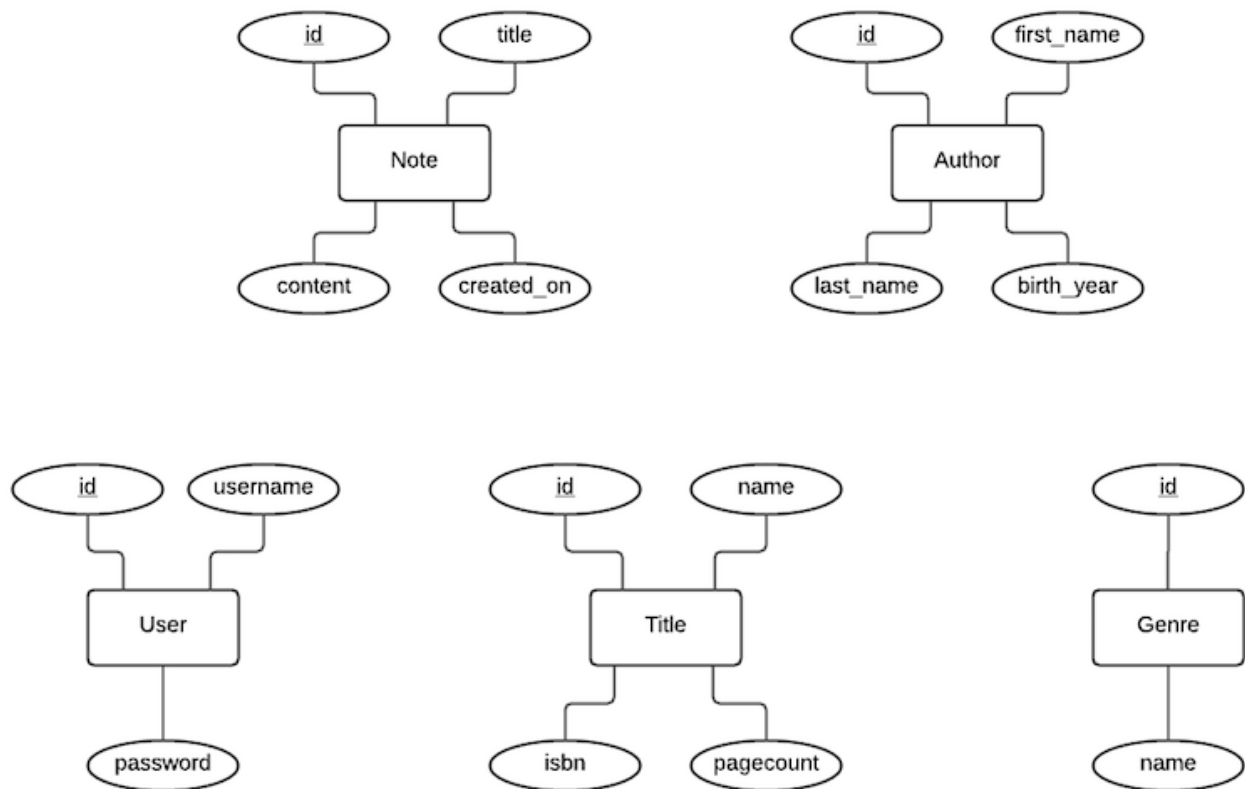 id
title
id
first_name
Note
Author
content
created_on
last_name
birth_year
id
username
id
name
id
User
Title
Genre
password
isbn
pagecount
name